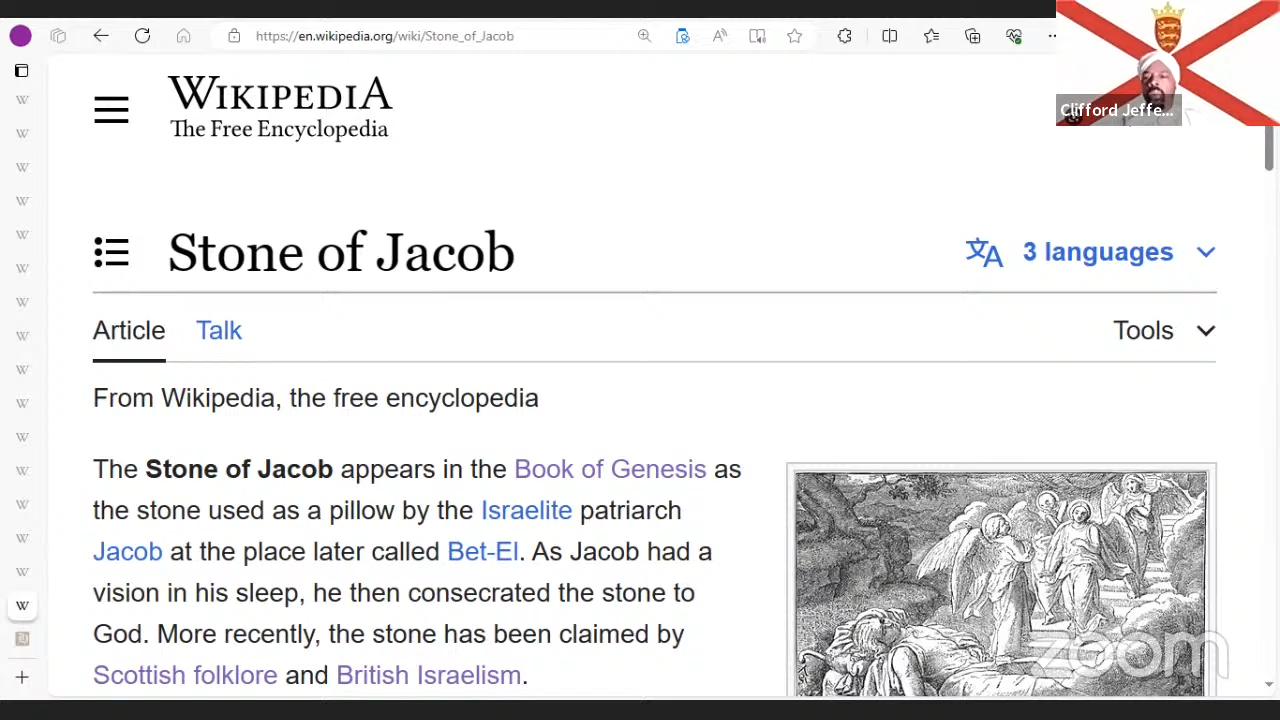 https://en.wikipedia.org/wiki/Stone_of_Jacob
Clifford Jeffe...
WIKIPEDIA
The Free Encyclopedia
Stone of Jacob
3 languages
Article Talk
Tools
From Wikipedia, the free encyclopedia
The Stone of Jacob appears in the Book of Genesis as
the stone used as a pillow by the Israelite patriarch
Jacob at the place later called Bet-El. As Jacob had a
vision in his sleep, he then consecrated the stone to
God. More recently, the stone has been claimed by
Scottish folklore and British Israelism.
zoom